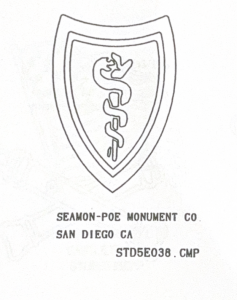 SEAMON-POE MONUMENT CO
SAN DIEGO CA
STD5E038.CMP